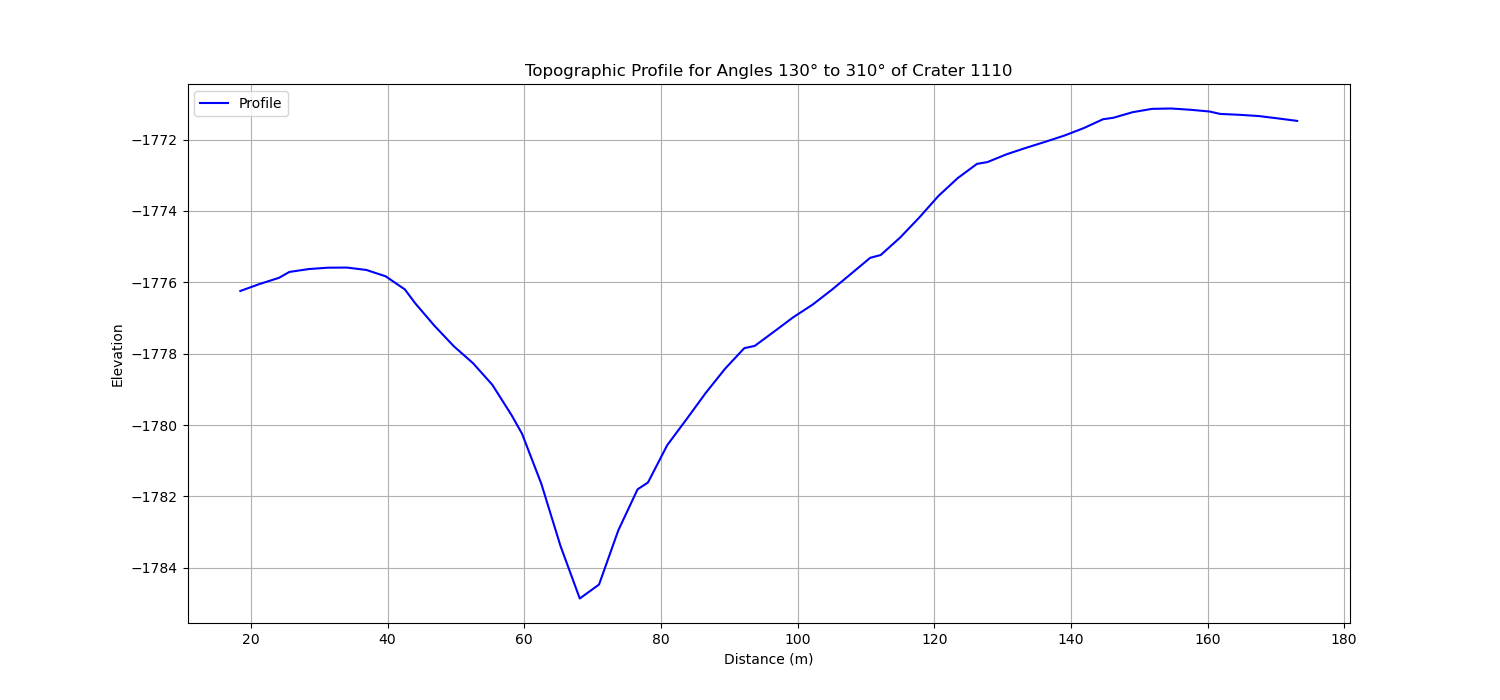 Topographic Profile for Angles 130° to 310° of Crater 1110
Profile
−1772
−1774
−1776
−1778
−1780
−1782
−1784
Elevation
20 40 60 80 100 120 140 160 180
Distance (m)